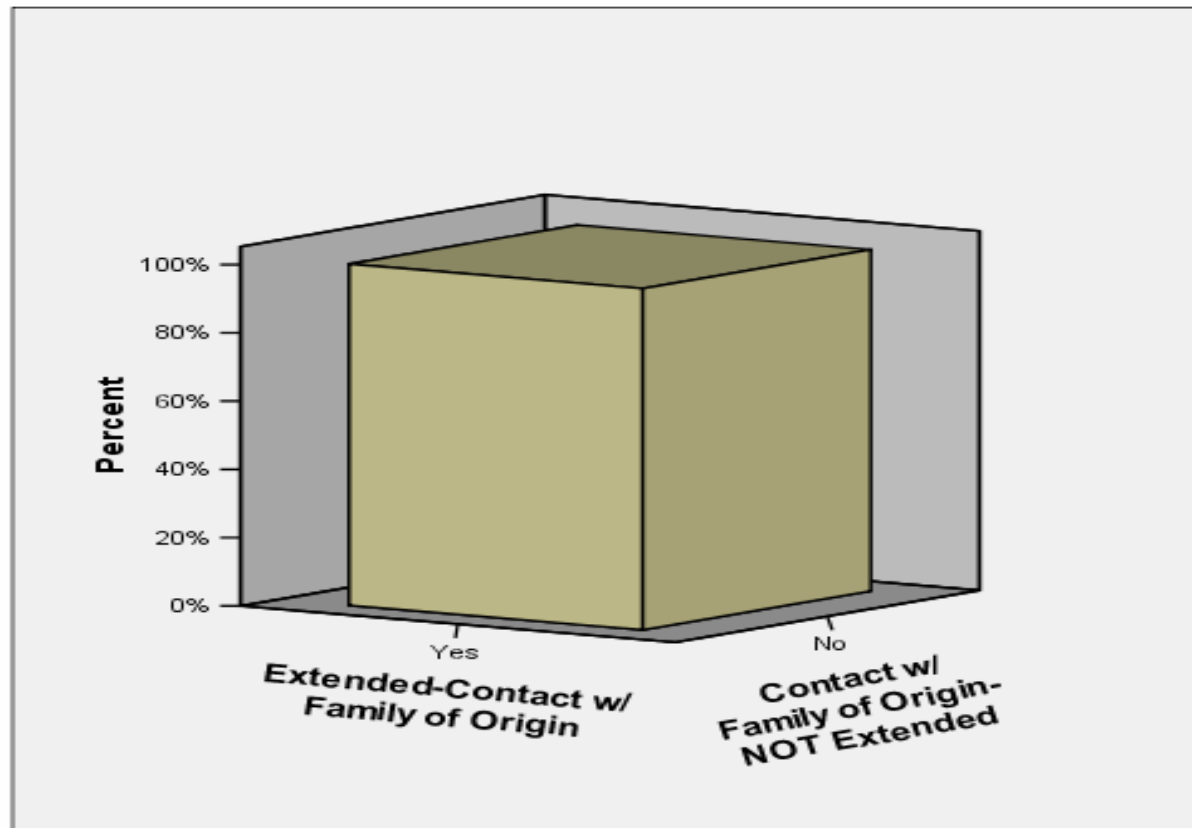 100%
80%
60%
40%
20%
0%
Percent
Yes
Extended-Contact w/
Family of Origin
No
Contact w/
Family of Origin-
NOT Extended